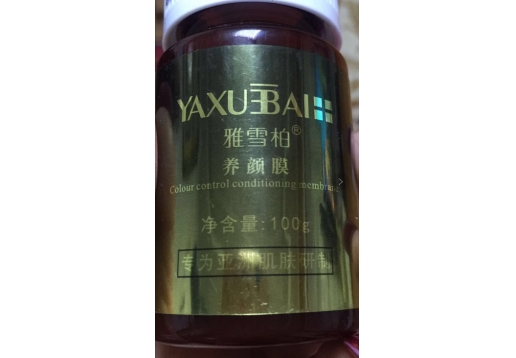 YAXUEBAI
雅雪柏®
养颜膜
Colour control conditioning membrane
净含量:100g
专为亚洲肌肤研制